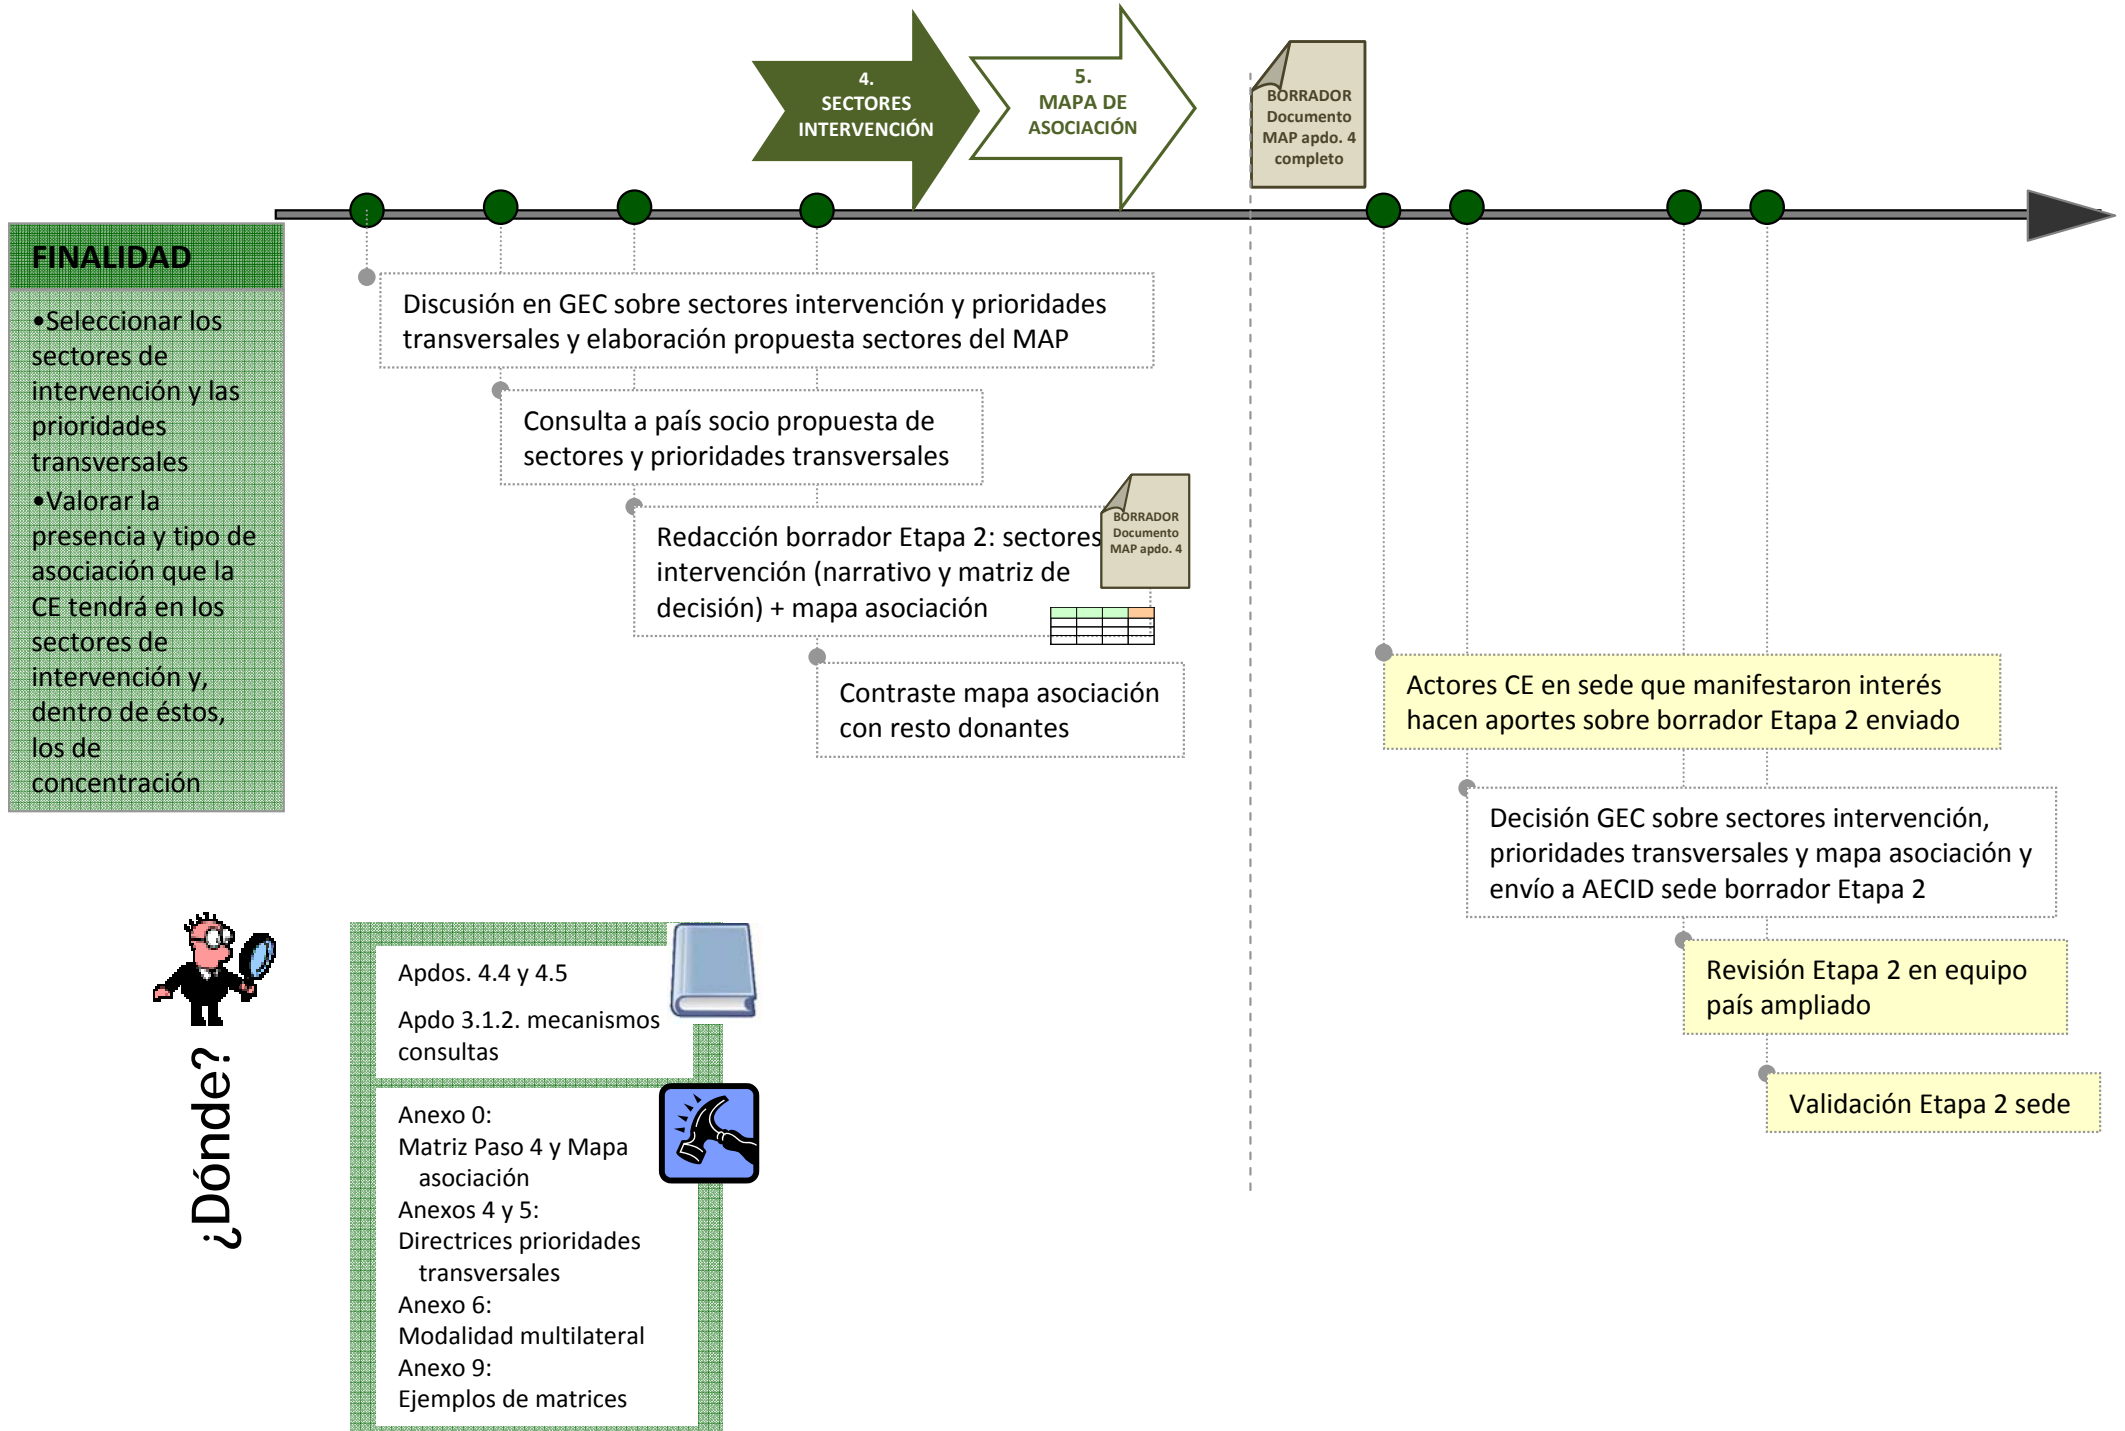 4.
SECTORES
INTERVENCIÓN
5.
MAPA DE
ASOCIACIÓN
BORRADOR
Documento
MAP apdo. 4
completo
FINALIDAD
•Seleccionar los
sectores de
intervención y las
prioridades
transversales
•Valorar la
presencia y tipo de
asociación que la
CE tendrá en los
sectores de
intervención y,
dentro de éstos,
los de
concentración
Discusión en GEC sobre sectores intervención y prioridades
transversales y elaboración propuesta sectores del MAP
Consulta a país socio propuesta de
sectores y prioridades transversales
Redacción borrador Etapa 2: sectores
intervención (narrativo y matriz de
decisión) + mapa asociación
BORRADOR
Documento
MAP apdo. 4
Contraste mapa asociación
con resto donantes
Actores CE en sede que manifestaron interés
hacen aportes sobre borrador Etapa 2 enviado
Decisión GEC sobre sectores intervención,
prioridades transversales y mapa asociación y
envío a AECID sede borrador Etapa 2
Revisión Etapa 2 en equipo
país ampliado
Validación Etapa 2 sede
¿Dónde?
Apdos. 4.4 y 4.5
Apdo 3.1.2. mecanismos
consultas
Anexo 0:
Matriz Paso 4 y Mapa
asociación
Anexos 4 y 5:
Directrices prioridades
transversales
Anexo 6:
Modalidad multilateral
Anexo 9:
Ejemplos de matrices